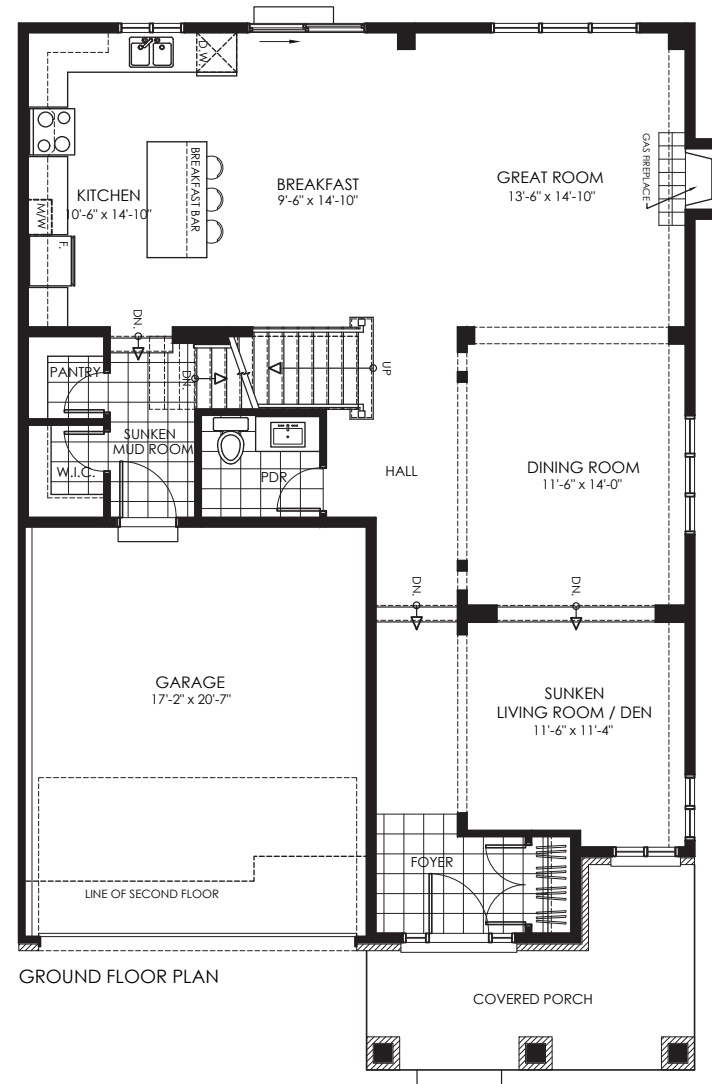 D.W.
GAS FIREPLACE
BREAKFAST BAR
KITCHEN
10'-6" x 14'-10"
BREAKFAST
9'-6" x 14'-10"
GREAT ROOM
13'-6" x 14'-10"
M/W
F.
DN.
DN.
UP
PANTRY
SUNKEN
MUD ROOM
W.I.C.
PDR
HALL
DINING ROOM
11'-6" x 14'-0"
DN.
DN.
GARAGE
17'-2" x 20'-7"
SUNKEN
LIVING ROOM / DEN
11'-6" x 11'-4"
FOYER
LINE OF SECOND FLOOR
GROUND FLOOR PLAN
COVERED PORCH